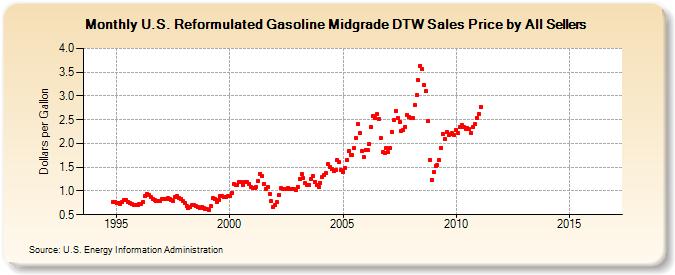 Monthly U.S. Reformulated Gasoline Midgrade DTW Sales Price by All Sellers
Dollars per Gallon
4.0
3.5
3.0
2.5
2.0
1.5
1.0
0.5
1995 2000 2005 2010 2015
Source: U.S. Energy Information Administration